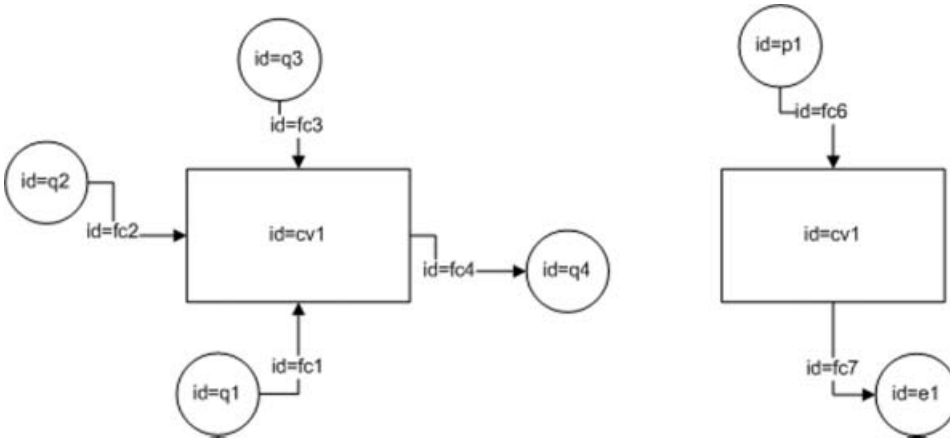 id=q3
id=fc3
id=q2
id=fc2
id=cv1
id=fc4
id=q4
id=fc1
id=q1
id=p1
id=fc6
id=cv1
id=fc7
id=e1